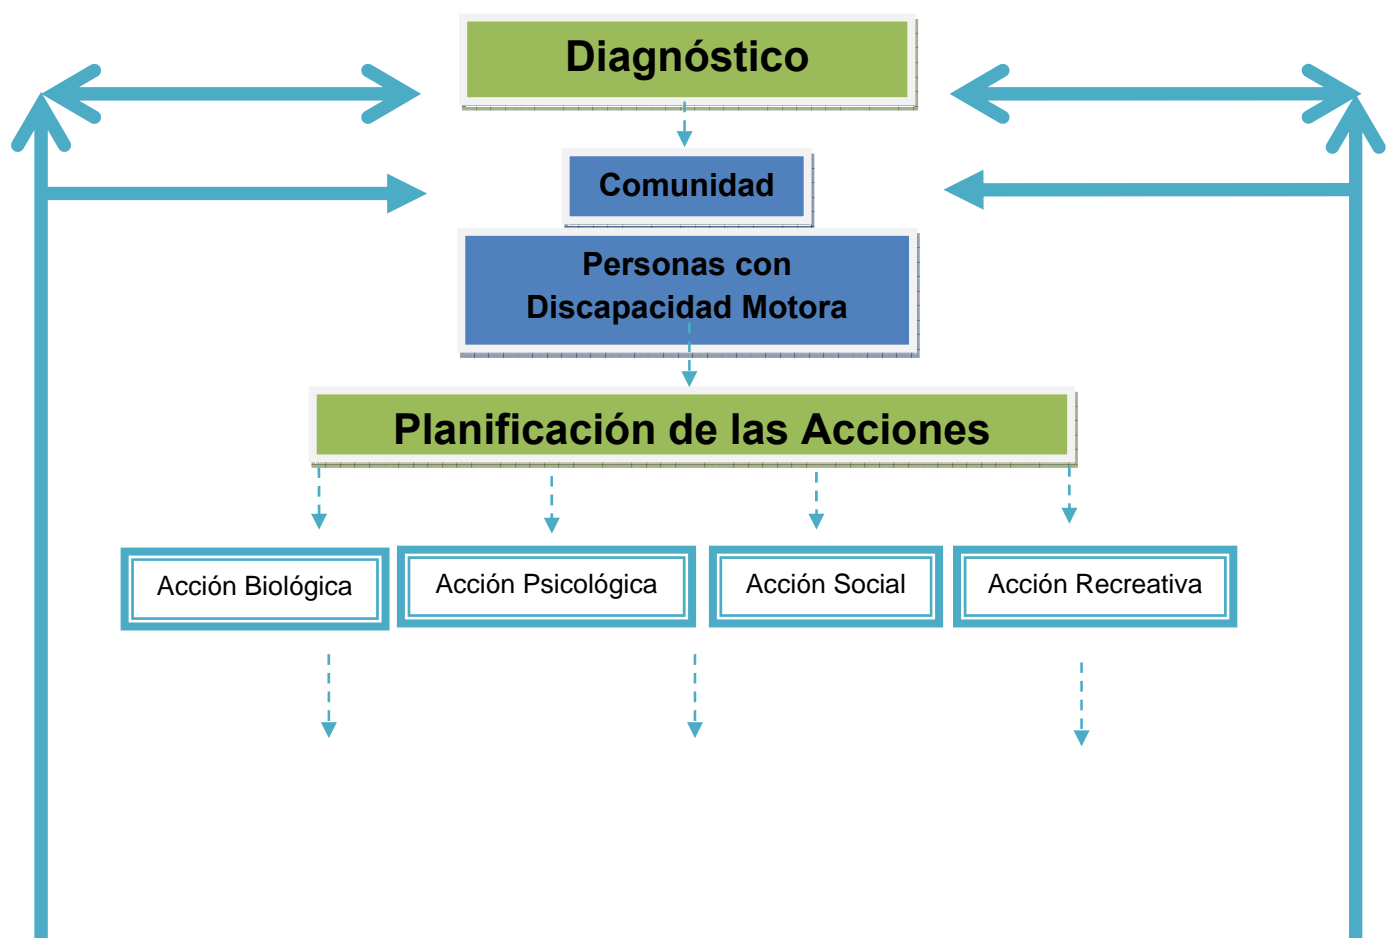 Diagnóstico
Comunidad
Personas con
Discapacidad Motora
Planificación de las Acciones
Acción Biológica
Acción Psicológica
Acción Social
Acción Recreativa